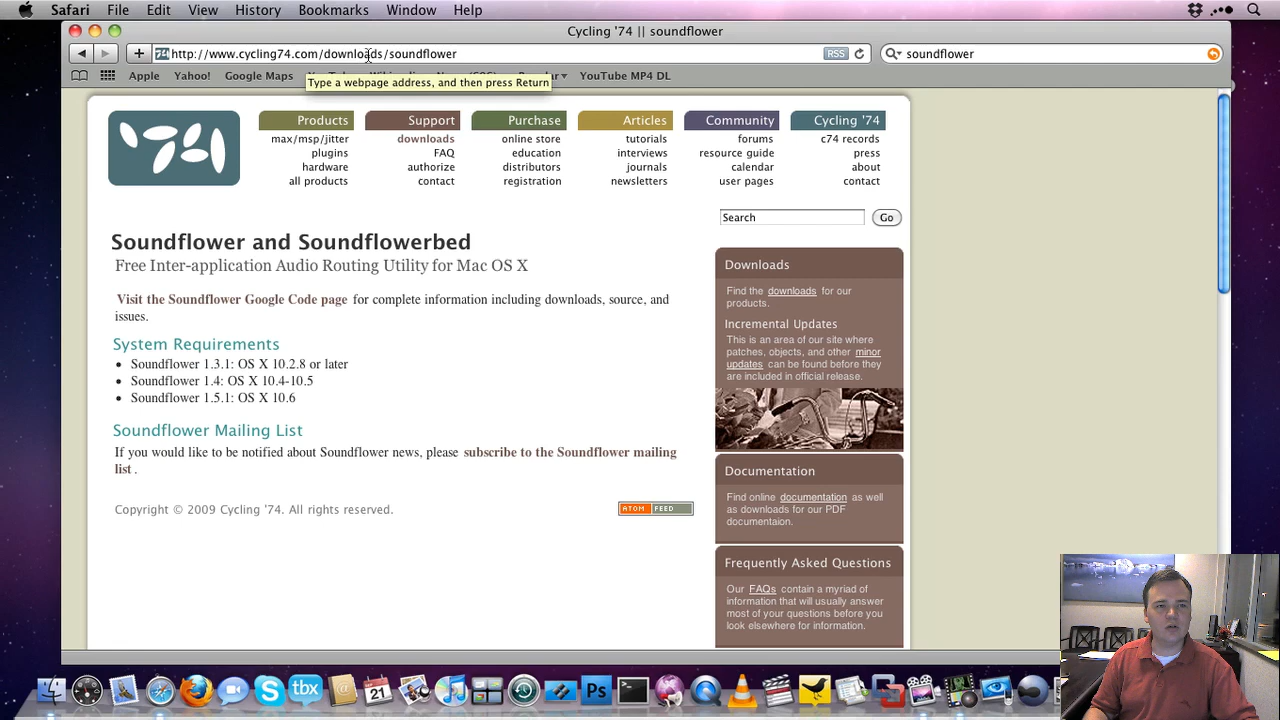 Safari File Edit View History Bookmarks Window Help
Cycling '74 || soundflower
74 http://www.cycling74.com/downloads/soundflower RSS soundflower
Apple Yahoo! Google Maps YouTube MP4 DL
Type a webpage address, and then press Return
Products Support Purchase Articles Community Cycling '74
max/msp/jitter downloads online store tutorials forums c74 records
plugins FAQ education interviews resource guide press
hardware authorize distributors journals calendar about
all products contact registration newsletters user pages contact
Search Go
Soundflower and Soundflowerbed
Free Inter-application Audio Routing Utility for Mac OS X
Visit the Soundflower Google Code page for complete information including downloads, source, and
issues.
System Requirements
• Soundflower 1.3.1: OS X 10.2.8 or later
• Soundflower 1.4: OS X 10.4-10.5
• Soundflower 1.5.1: OS X 10.6
Soundflower Mailing List
If you would like to be notified about Soundflower news, please subscribe to the Soundflower mailing
list .
Copyright © 2009 Cycling '74. All rights reserved.
ATOM FEED
Downloads
Find the downloads for our
products.
Incremental Updates
This is an area of our site where
patches, objects, and other minor
updates can be found before they
are included in official release.
Documentation
Find online documentation as well
as downloads for our PDF
documentaion.
Frequently Asked Questions
Our FAQs contain a myriad of
information that will usually answer
most of your questions before you
look elsewhere for information.
tbx 21 Ps